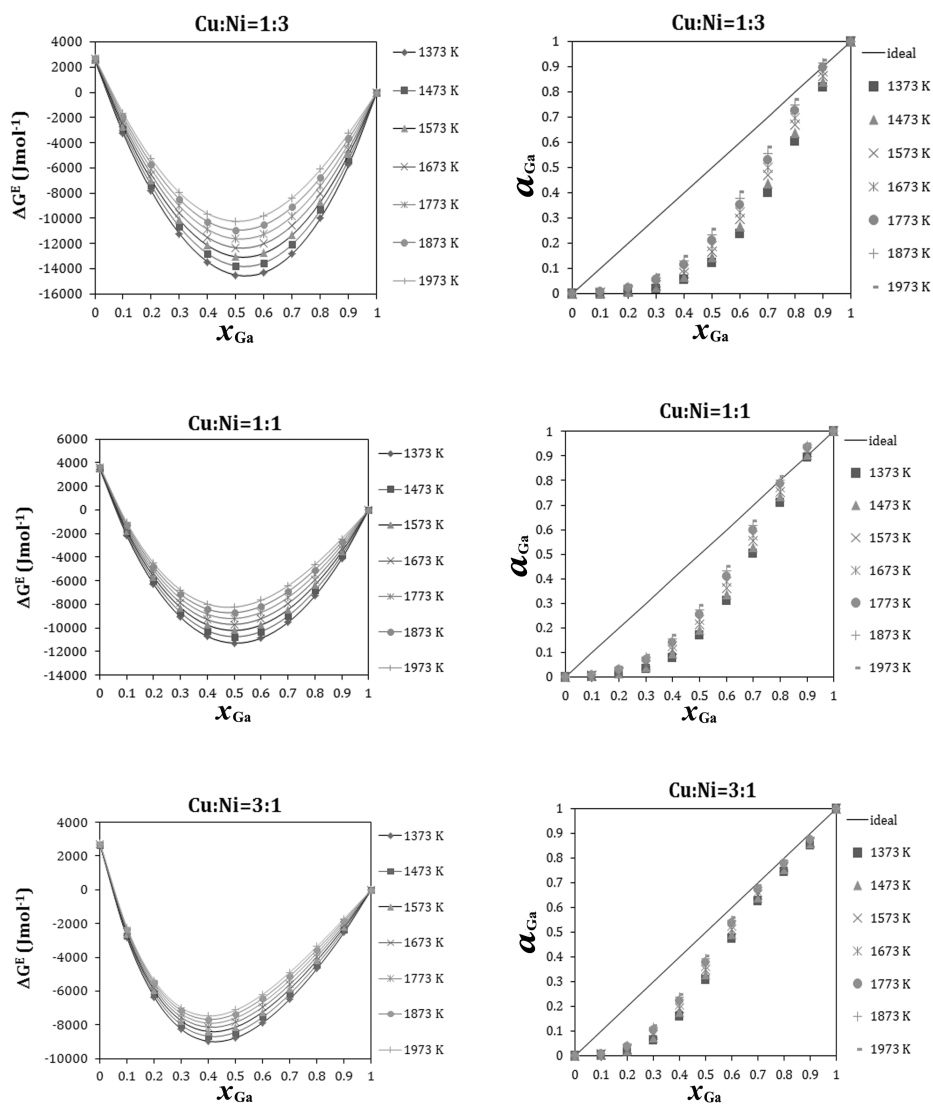 Cu:Ni=1:3
4000
2000
0
-2000
-4000
-6000
-8000
-10000
-12000
-14000
-16000
ΔGᴱ (Jmol⁻¹)
0 0.1 0.2 0.3 0.4 0.5 0.6 0.7 0.8 0.9 1
xGa
1373 K
1473 K
1573 K
1673 K
1773 K
1873 K
1973 K
Cu:Ni=1:3
1
0.9
0.8
0.7
0.6
0.5
0.4
0.3
0.2
0.1
0
aGa
0 0.1 0.2 0.3 0.4 0.5 0.6 0.7 0.8 0.9 1
xGa
ideal
1373 K
1473 K
1573 K
1673 K
1773 K
1873 K
1973 K
Cu:Ni=1:1
6000
4000
2000
0
-2000
-4000
-6000
-8000
-10000
-12000
-14000
ΔGᴱ (Jmol⁻¹)
0 0.1 0.2 0.3 0.4 0.5 0.6 0.7 0.8 0.9 1
xGa
1373 K
1473 K
1573 K
1673 K
1773 K
1873 K
1973 K
Cu:Ni=1:1
1
0.9
0.8
0.7
0.6
0.5
0.4
0.3
0.2
0.1
0
aGa
0 0.1 0.2 0.3 0.4 0.5 0.6 0.7 0.8 0.9 1
xGa
ideal
1373 K
1473 K
1573 K
1673 K
1773 K
1873 K
1973 K
Cu:Ni=3:1
4000
2000
0
-2000
-4000
-6000
-8000
-10000
ΔGᴱ (Jmol⁻¹)
0 0.1 0.2 0.3 0.4 0.5 0.6 0.7 0.8 0.9 1
xGa
1373 K
1473 K
1573 K
1673 K
1773 K
1873 K
1973 K
Cu:Ni=3:1
1
0.9
0.8
0.7
0.6
0.5
0.4
0.3
0.2
0.1
0
aGa
0 0.1 0.2 0.3 0.4 0.5 0.6 0.7 0.8 0.9 1
xGa
ideal
1373 K
1473 K
1573 K
1673 K
1773 K
1873 K
1973 K